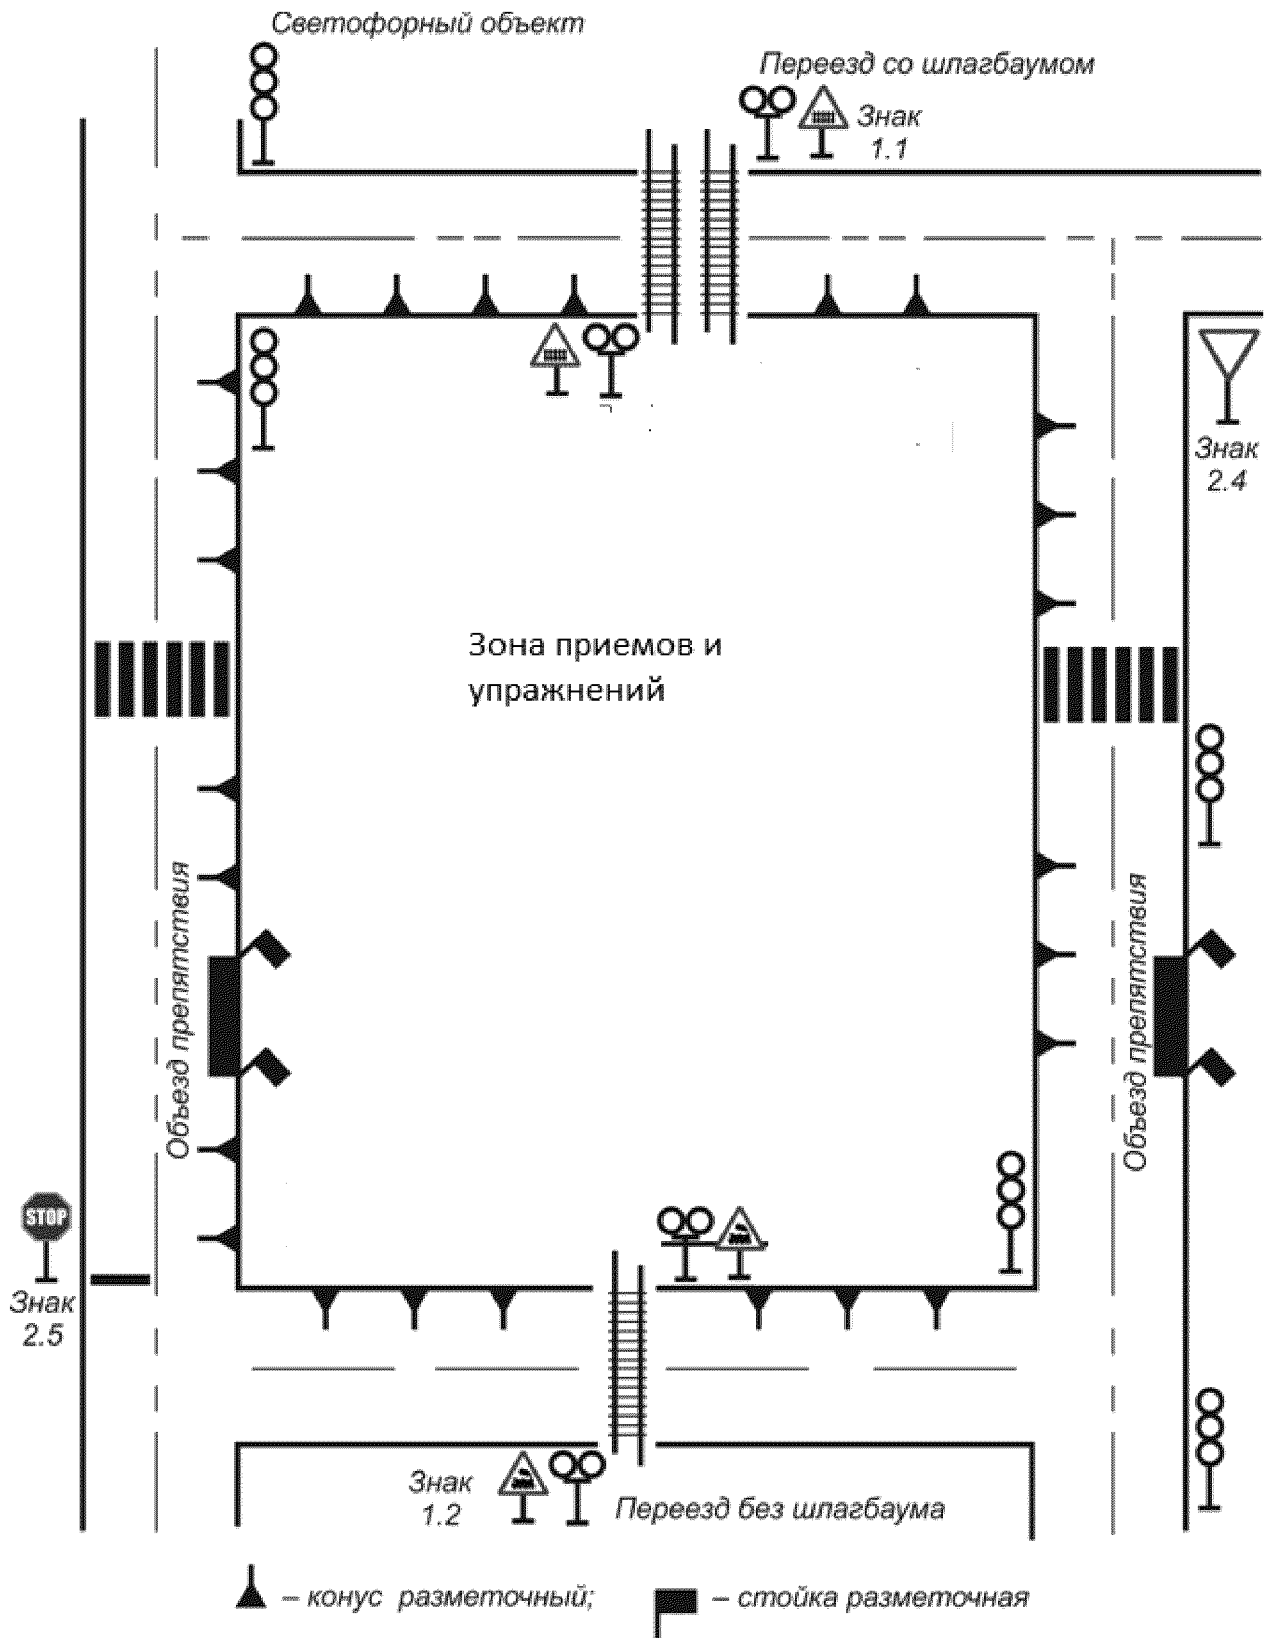 Светофорный объект
Переезд со шлагбаумом
Знак
1.1
Знак
2.4
Зона приемов и
упражнений
Объезд препятствия
Объезд препятствия
STOP
Знак
2.5
Знак
1.2
Переезд без шлагбаума
– конус разметочный;
– стойка разметочная